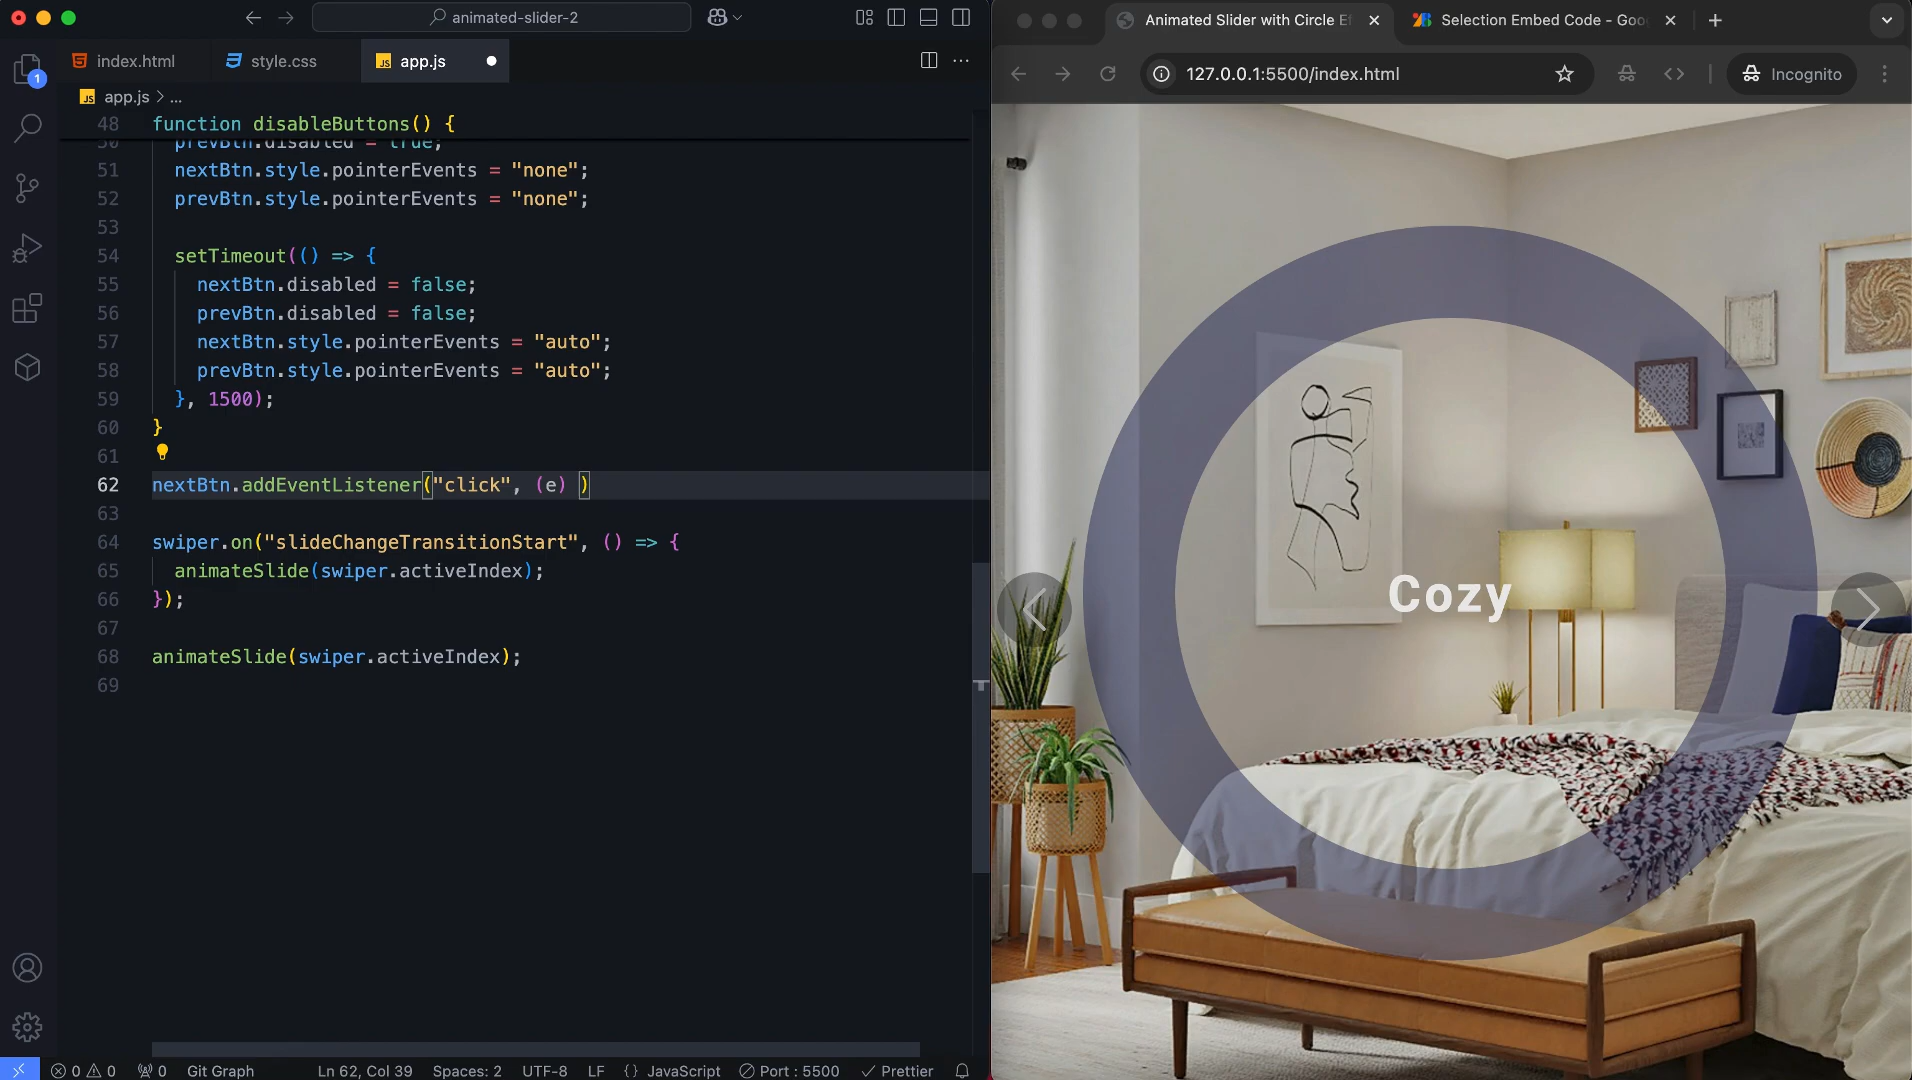 animated-slider-2
index.html
style.css
app.js
1
app.js > ...
48 function disableButtons() {
50 prevBtn.disabled = true;
51 nextBtn.style.pointerEvents = "none";
52 prevBtn.style.pointerEvents = "none";
53
54 setTimeout(() => {
55 nextBtn.disabled = false;
56 prevBtn.disabled = false;
57 nextBtn.style.pointerEvents = "auto";
58 prevBtn.style.pointerEvents = "auto";
59 }, 1500);
60 }
61
62 nextBtn.addEventListener("click", (e) )
63
64 swiper.on("slideChangeTransitionStart", () => {
65 animateSlide(swiper.activeIndex);
66 });
67
68 animateSlide(swiper.activeIndex);
69
0 0 0 Git Graph Ln 62, Col 39 Spaces: 2 UTF-8 LF {} JavaScript Port : 5500 Prettier
Animated Slider with Circle Ef
Selection Embed Code - Goo
127.0.0.1:5500/index.html
Incognito
Cozy